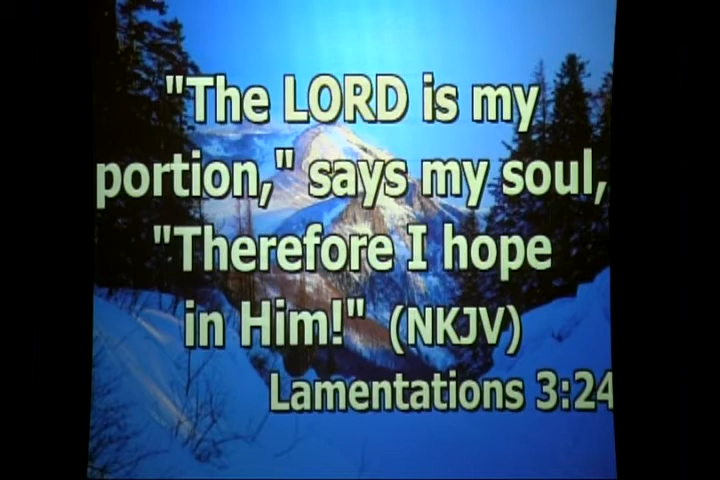 "The LORD is my
portion," says my soul,
"Therefore I hope
in Him!" (NKJV)
Lamentations 3:24